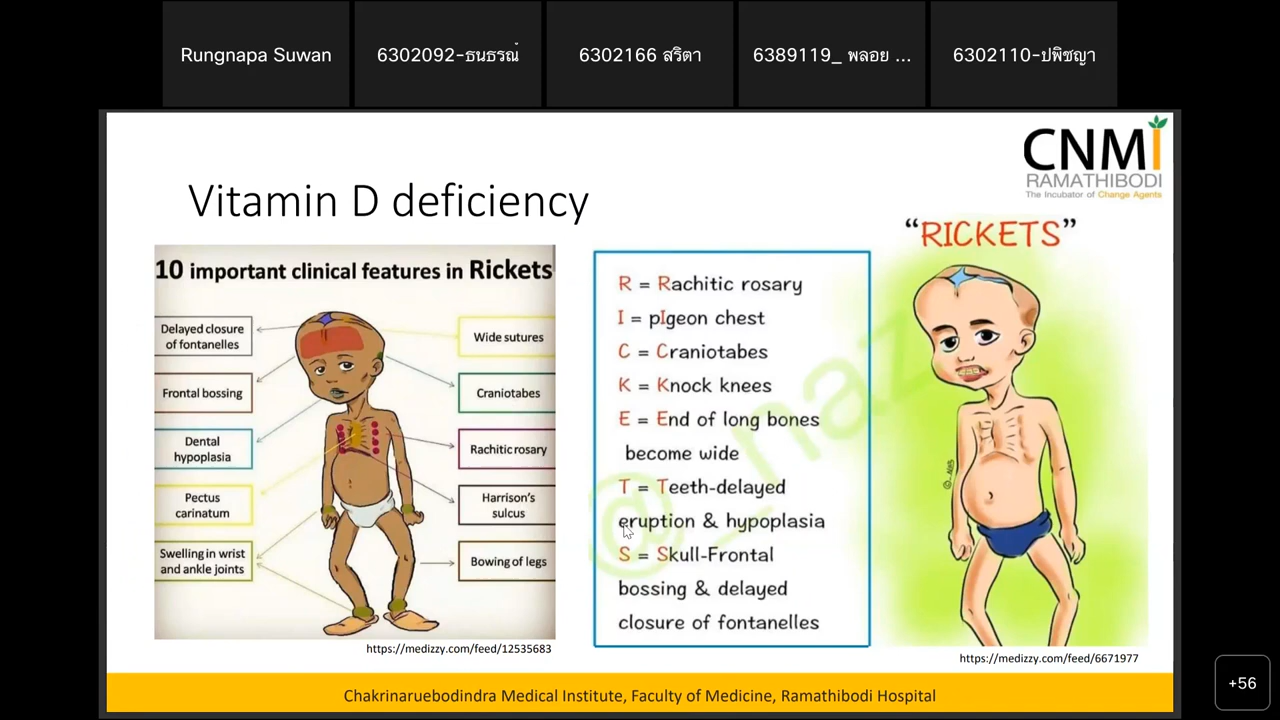 Rungnapa Suwan
6302092-ธนธรณ์
6302166 สริตา
6389119_ พลอย ...
6302110-ปพิชญา
CNMI
RAMATHIBODI
The Incubator of Change Agents
Vitamin D deficiency
10 important clinical features in Rickets
Delayed closure
of fontanelles
Frontal bossing
Dental
hypoplasia
Pectus
carinatum
Swelling in wrist
and ankle joints
Wide sutures
Craniotabes
Rachitic rosary
Harrison's
sulcus
Bowing of legs
https://medizzy.com/feed/12535683
R = Rachitic rosary
I = pIgeon chest
C = Craniotabes
K = Knock knees
E = End of long bones
become wide
T = Teeth-delayed
eruption & hypoplasia
S = Skull-Frontal
bossing & delayed
closure of fontanelles
“RICKETS”
https://medizzy.com/feed/6671977
Chakrinaruebodindra Medical Institute, Faculty of Medicine, Ramathibodi Hospital
+56